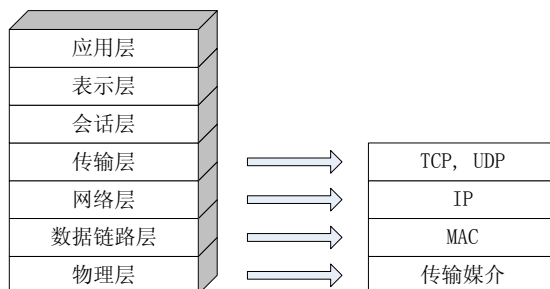 应用层
表示层
会话层
传输层
网络层
数据链路层
物理层
TCP, UDP
IP
MAC
传输媒介